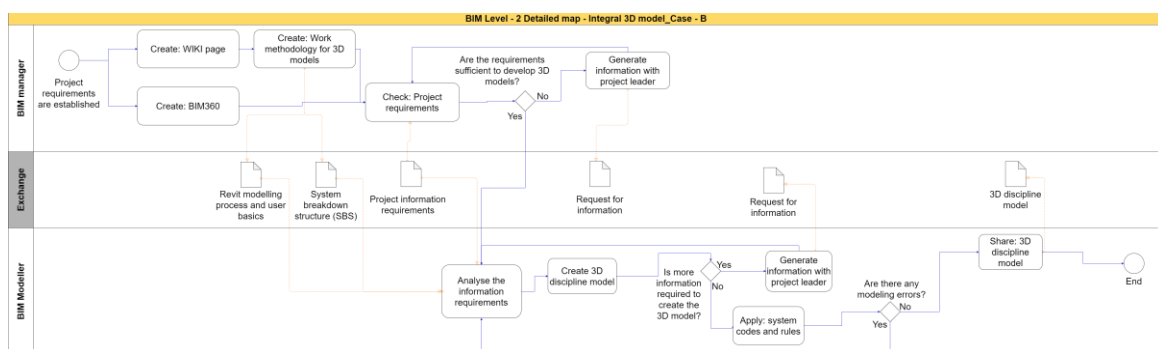 BIM Level - 2 Detailed map - Integral 3D model_Case - B
BIM manager
Project
requirements
are established
Create: WIKI page
Create: Work
methodology for 3D
models
Create: BIM360
Check: Project
requirements
Are the requirements
sufficient to develop 3D
models?
No
Yes
Generate
information with
project leader
Exchange
Revit modelling
process and user
basics
System
breakdown
structure (SBS)
Project information
requirements
Request for
information
Request for
information
3D discipline
model
BIM Modeller
Analyse the
information
requirements
Create 3D
discipline model
Is more
information
required to
create the
3D model?
Yes
No
Generate
information with
project leader
Apply: system
codes and rules
Are there any
modeling errors?
No
Yes
Share: 3D
discipline
model
End